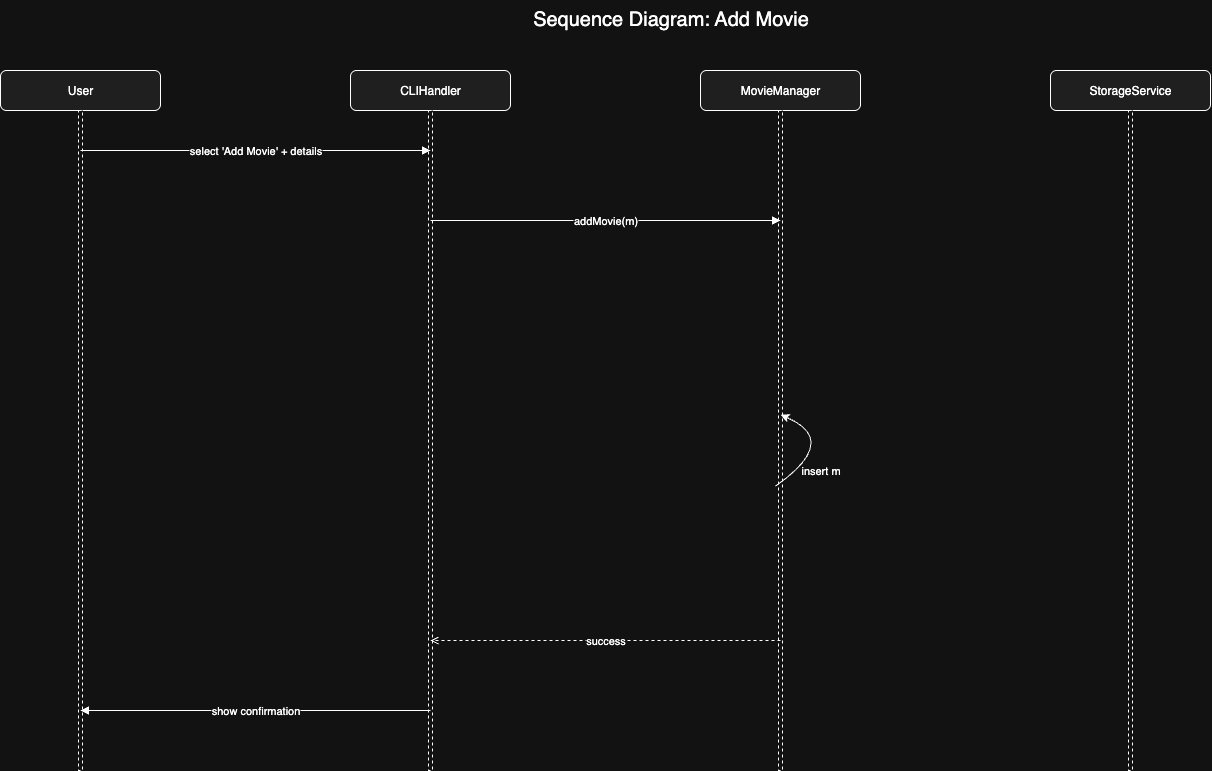 Sequence Diagram: Add Movie
User
CLIHandler
MovieManager
StorageService
select 'Add Movie' + details
addMovie(m)
insert m
success
show confirmation